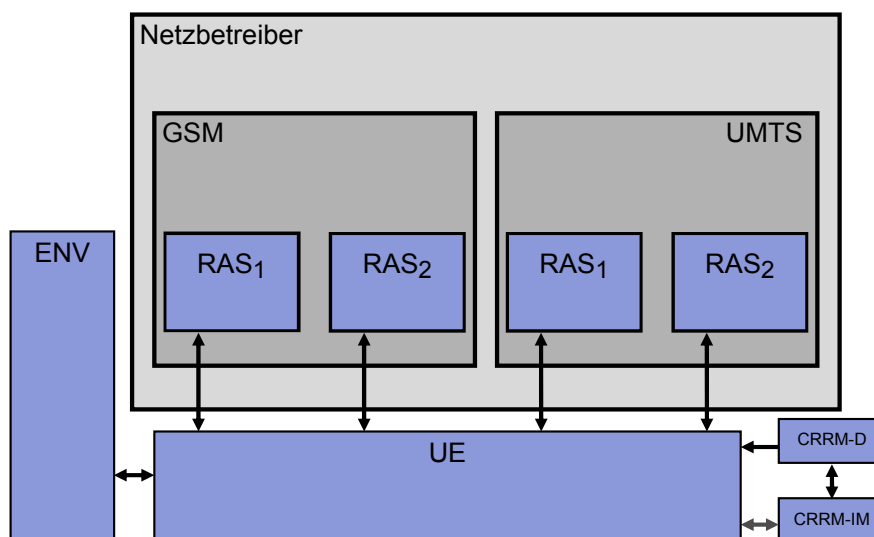 Netzbetreiber
GSM
UMTS
ENV
RAS1
RAS2
RAS1
RAS2
UE
CRRM-D
CRRM-IM